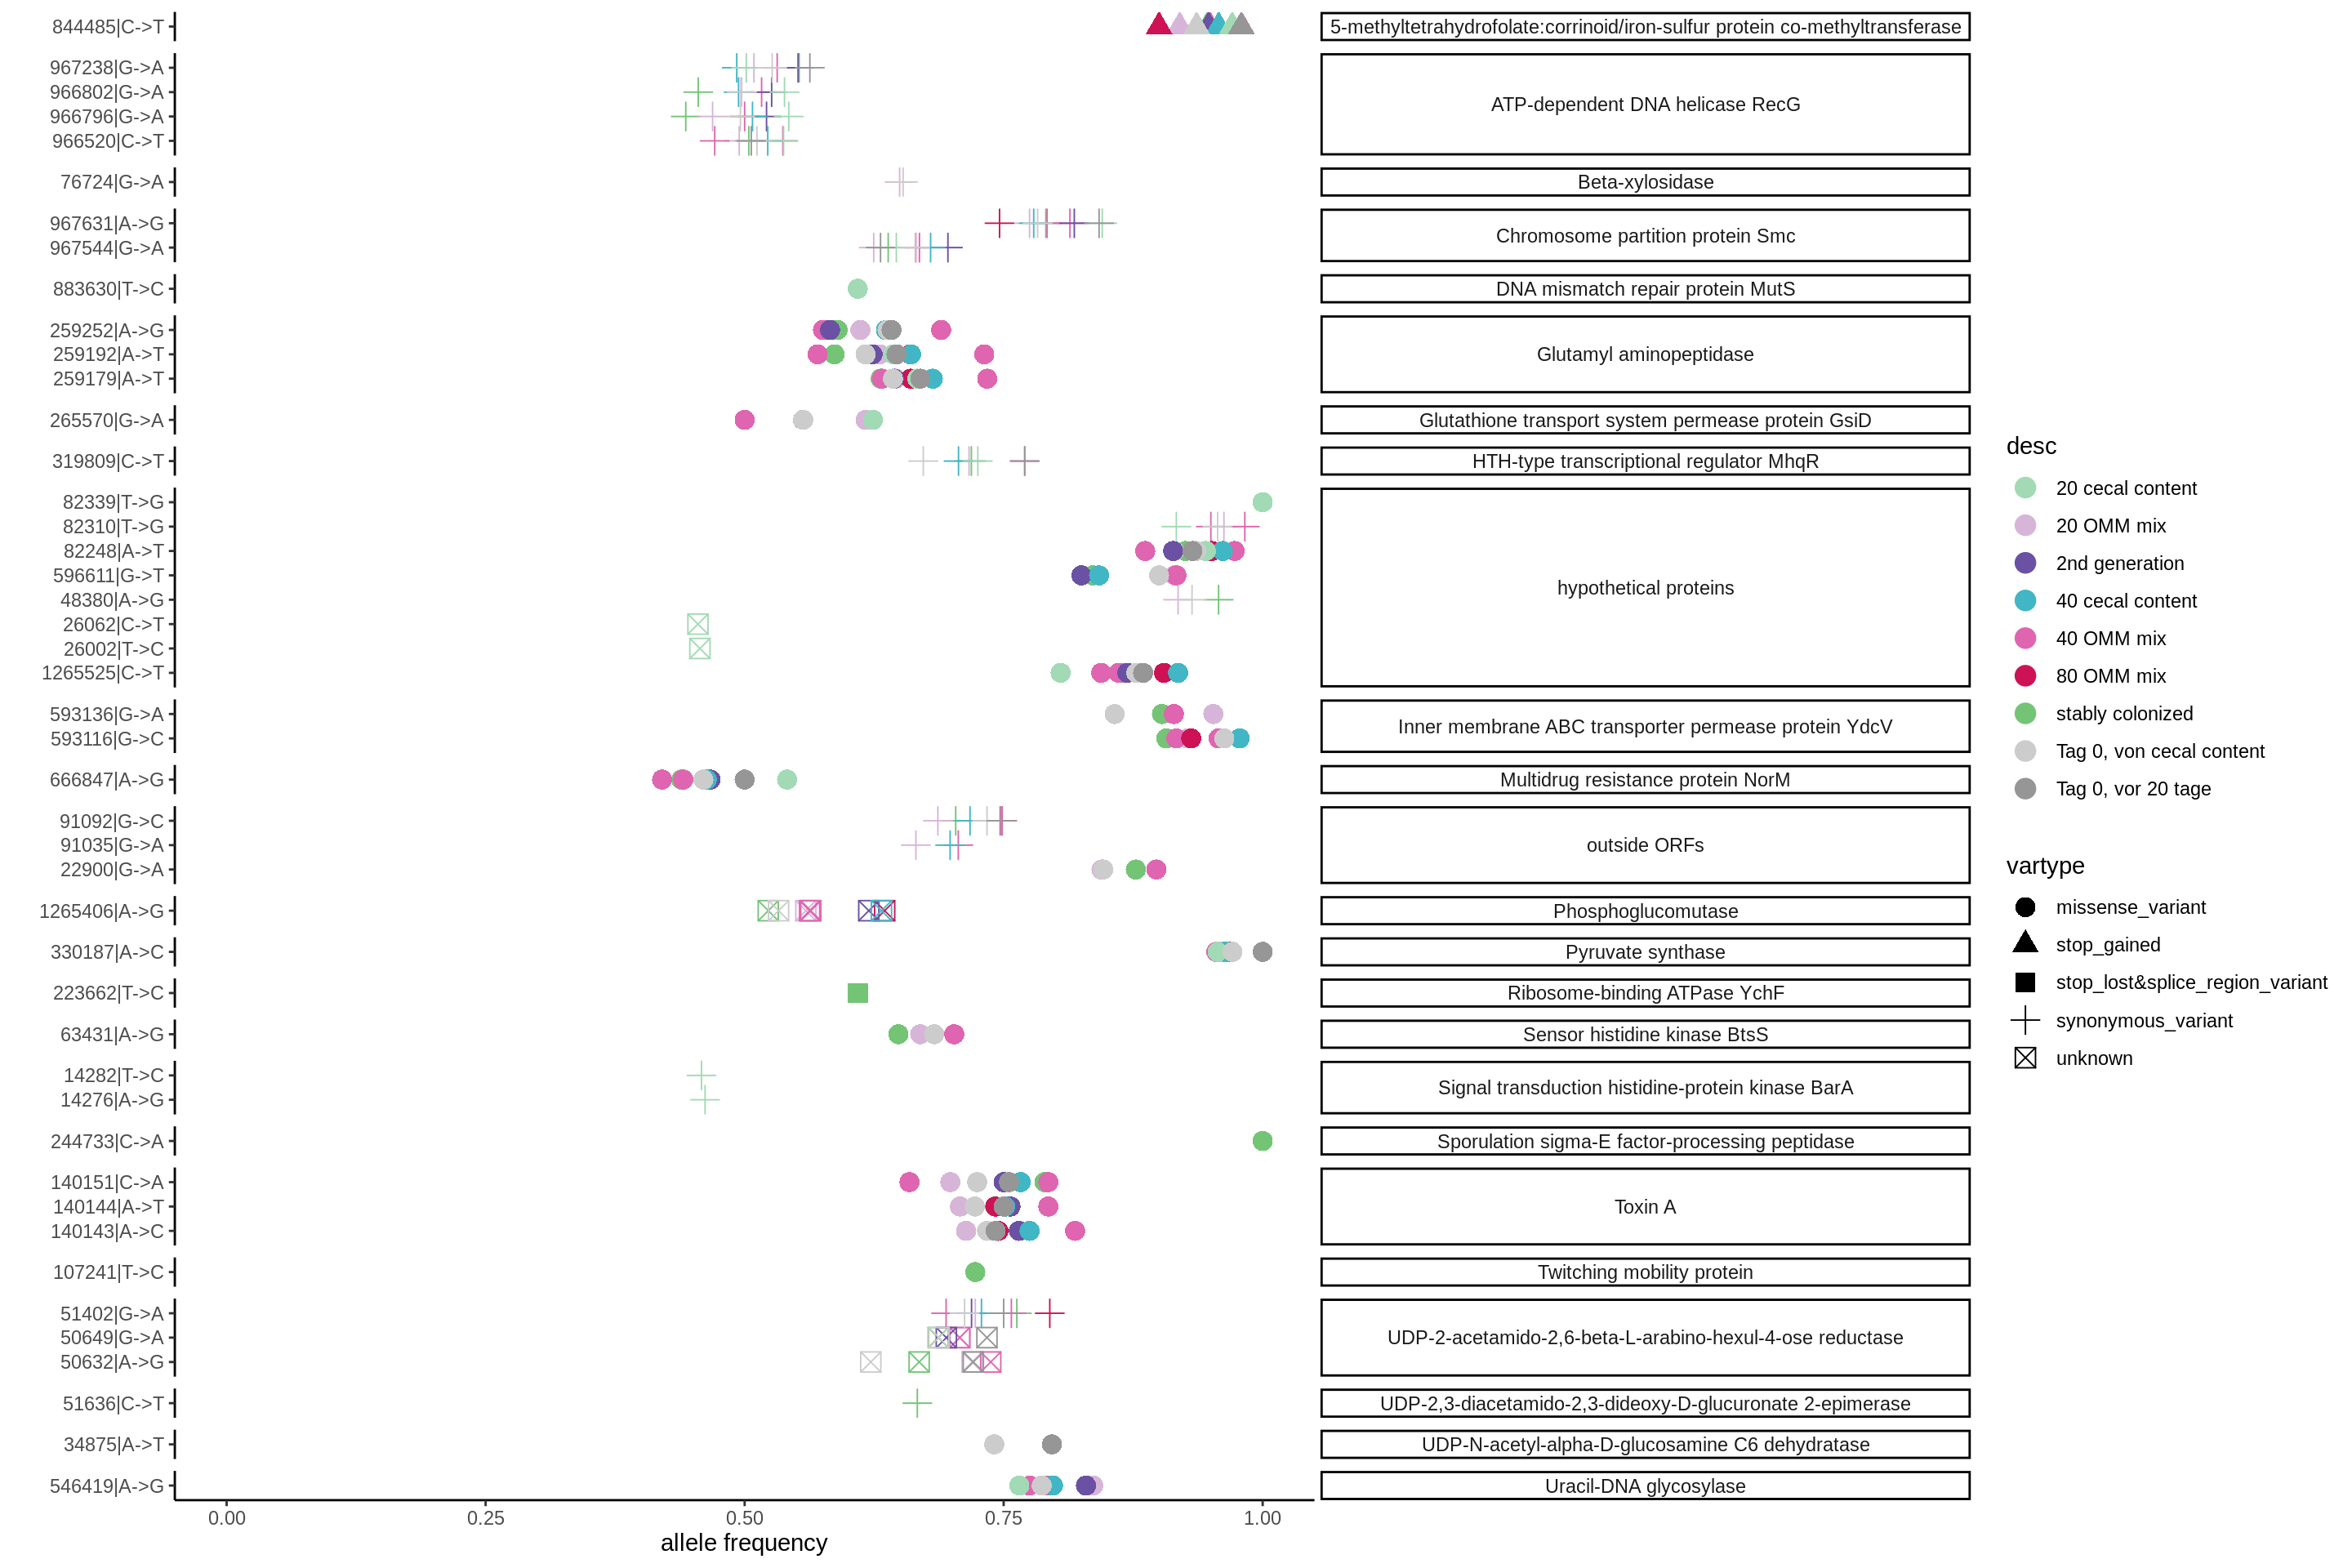 844485|C->T
5-methyltetrahydrofolate:corrinoid/iron-sulfur protein co-methyltransferase
967238|G->A
966802|G->A
966796|G->A
966520|C->T
ATP-dependent DNA helicase RecG
76724|G->A
Beta-xylosidase
967631|A->G
967544|G->A
Chromosome partition protein Smc
883630|T->C
DNA mismatch repair protein MutS
259252|A->G
259192|A->T
259179|A->T
Glutamyl aminopeptidase
265570|G->A
Glutathione transport system permease protein GsiD
319809|C->T
HTH-type transcriptional regulator MhqR
82339|T->G
82310|T->G
82248|A->T
596611|G->T
48380|A->G
26062|C->T
26002|T->C
1265525|C->T
hypothetical proteins
593136|G->A
593116|G->C
Inner membrane ABC transporter permease protein YdcV
666847|A->G
Multidrug resistance protein NorM
91092|G->C
91035|G->A
22900|G->A
outside ORFs
1265406|A->G
Phosphoglucomutase
330187|A->C
Pyruvate synthase
223662|T->C
Ribosome-binding ATPase YchF
63431|A->G
Sensor histidine kinase BtsS
14282|T->C
14276|A->G
Signal transduction histidine-protein kinase BarA
244733|C->A
Sporulation sigma-E factor-processing peptidase
140151|C->A
140144|A->T
140143|A->C
Toxin A
107241|T->C
Twitching mobility protein
51402|G->A
50649|G->A
50632|A->G
UDP-2-acetamido-2,6-beta-L-arabino-hexul-4-ose reductase
51636|C->T
UDP-2,3-diacetamido-2,3-dideoxy-D-glucuronate 2-epimerase
34875|A->T
UDP-N-acetyl-alpha-D-glucosamine C6 dehydratase
546419|A->G
Uracil-DNA glycosylase
0.00 0.25 0.50 0.75 1.00
allele frequency
desc
20 cecal content
20 OMM mix
2nd generation
40 cecal content
40 OMM mix
80 OMM mix
stably colonized
Tag 0, von cecal content
Tag 0, vor 20 tage
vartype
missense_variant
stop_gained
stop_lost&splice_region_variant
synonymous_variant
unknown